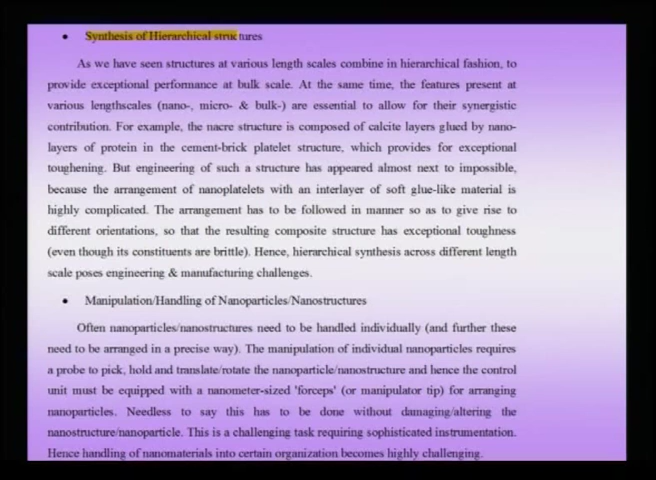 • Synthesis of Hierarchical structures
As we have seen structures at various length scales combine in hierarchical fashion, to
provide exceptional performance at bulk scale. At the same time, the features present at
various lengthscales (nano-, micro- & bulk-) are essential to allow for their synergistic
contribution. For example, the nacre structure is composed of calcite layers glued by nano-
layers of protein in the cement-brick platelet structure, which provides for exceptional
toughening. But engineering of such a structure has appeared almost next to impossible,
because the arrangement of nanoplatelets with an interlayer of soft glue-like material is
highly complicated. The arrangement has to be followed in manner so as to give rise to
different orientations, so that the resulting composite structure has exceptional toughness
(even though its constituents are brittle). Hence, hierarchical synthesis across different length
scale poses engineering & manufacturing challenges.
• Manipulation/Handling of Nanoparticles/Nanostructures
Often nanoparticles/nanostructures need to be handled individually (and further these
need to be arranged in a precise way). The manipulation of individual nanoparticles requires
a probe to pick, hold and translate/rotate the nanoparticle/nanostructure and hence the control
unit must be equipped with a nanometer-sized 'forceps' (or manipulator tip) for arranging
nanoparticles. Needless to say this has to be done without damaging/altering the
nanostructure/nanoparticle. This is a challenging task requiring sophisticated instrumentation.
Hence handling of nanomaterials into certain organization becomes highly challenging.